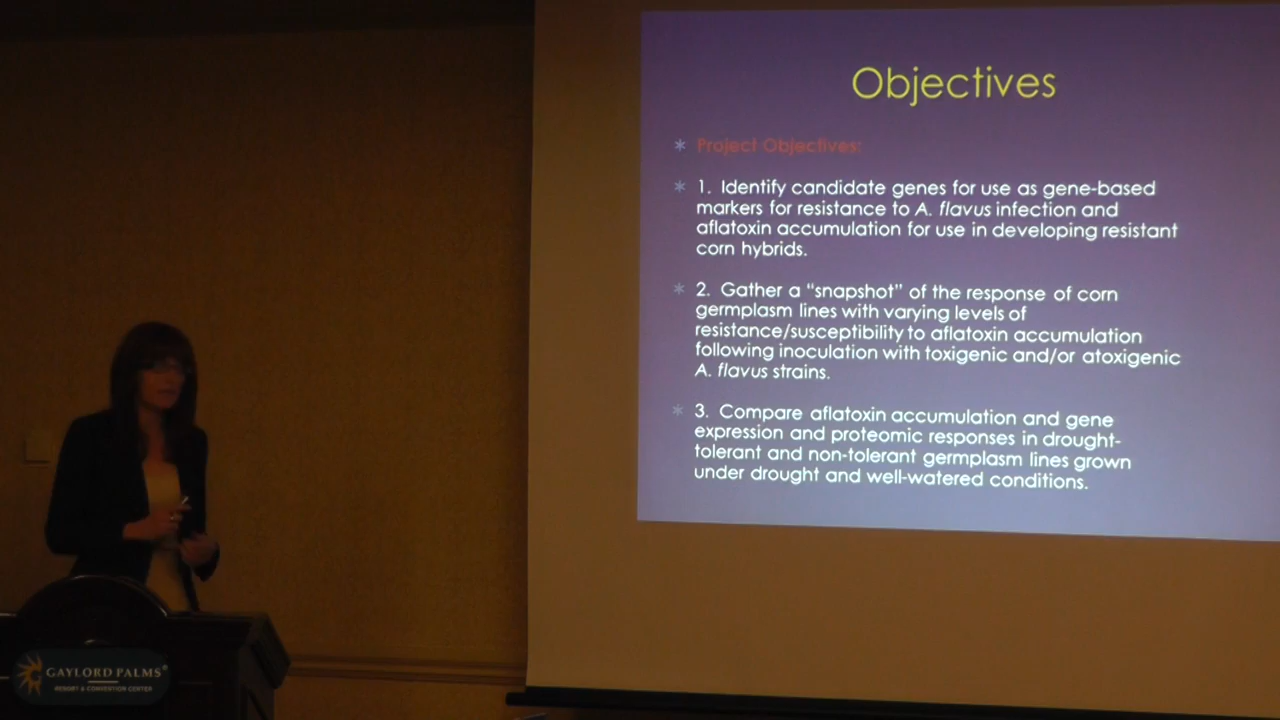 Objectives
Project Objectives:
1. Identify candidate genes for use as gene-based
markers for resistance to A. flavus infection and
aflatoxin accumulation for use in developing resistant
corn hybrids.
2. Gather a “snapshot” of the response of corn
germplasm lines with varying levels of
resistance/susceptibility to aflatoxin accumulation
following inoculation with toxigenic and/or atoxigenic
A. flavus strains.
3. Compare aflatoxin accumulation and gene
expression and proteomic responses in drought-
tolerant and non-tolerant germplasm lines grown
under drought and well-watered conditions.
GAYLORD PALMS®
RESORT & CONVENTION CENTER